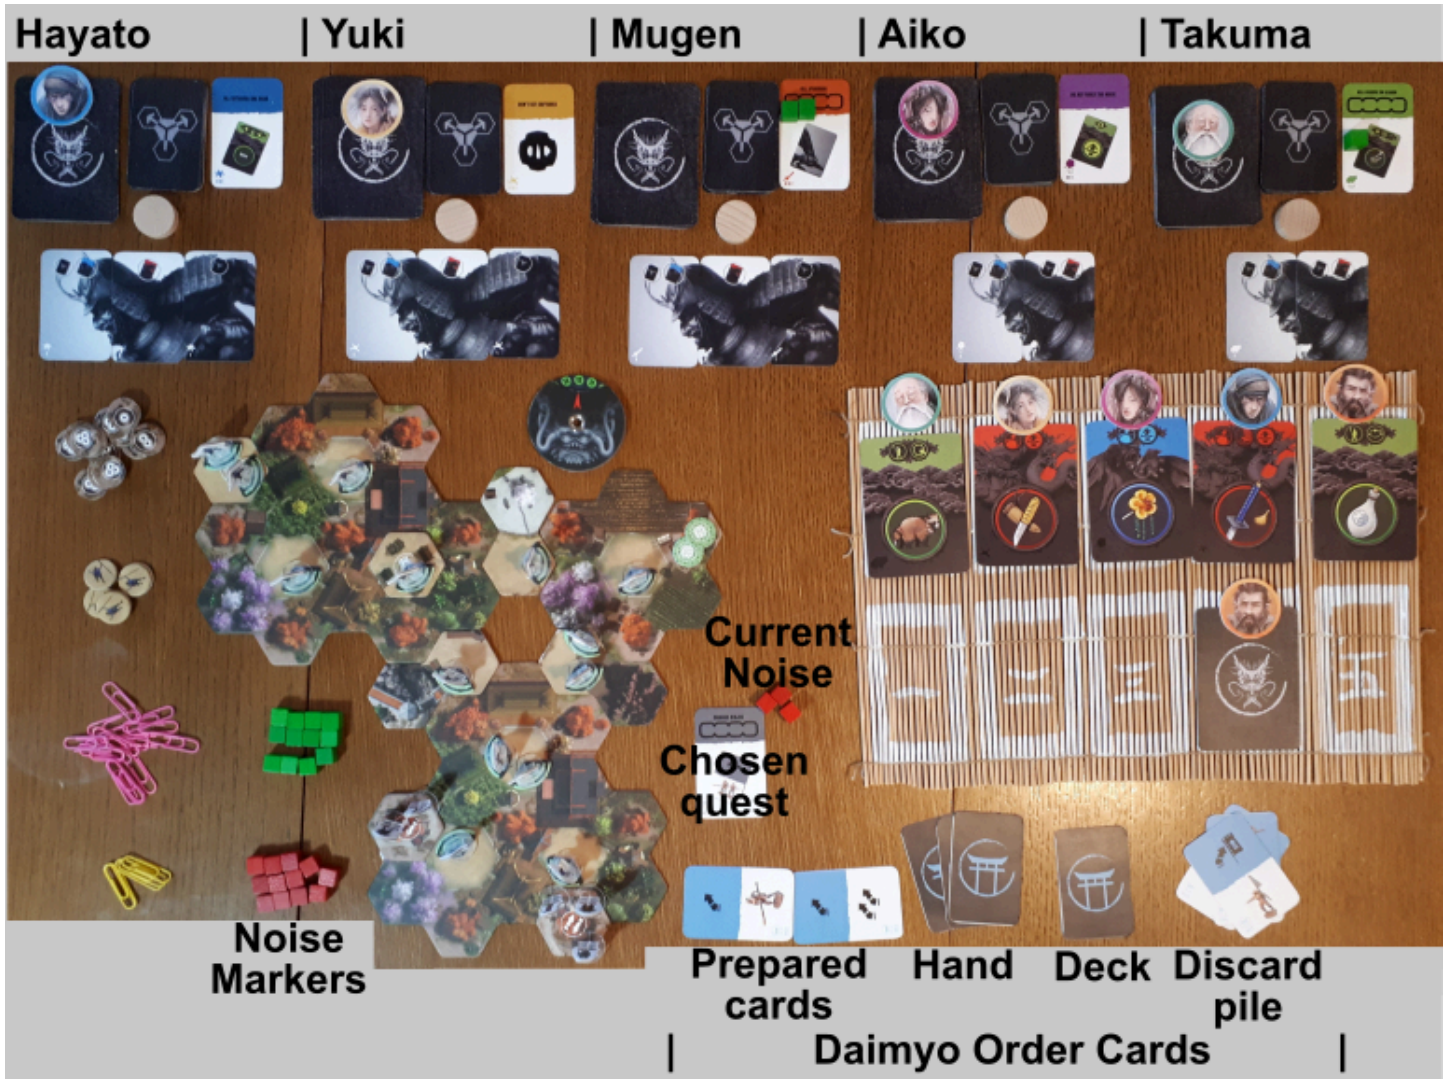 Hayato | Yuki | Mugen | Aiko | Takuma
Current
Noise
Chosen
quest
Noise
Markers
Prepared
cards
Hand
Deck
Discard
pile
| Daimyo Order Cards |